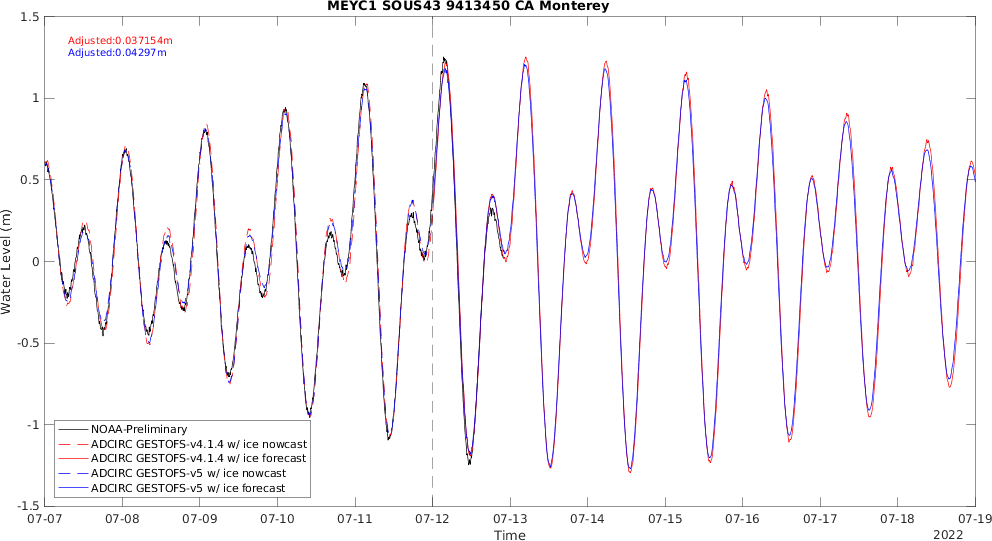 MEYC1 SOUS43 9413450 CA Monterey
Adjusted:0.037154m
Adjusted:0.04297m
Water Level (m)
1.5
1
0.5
0
-0.5
-1
-1.5
NOAA-Preliminary
ADCIRC GESTOFS-v4.1.4 w/ ice nowcast
ADCIRC GESTOFS-v4.1.4 w/ ice forecast
ADCIRC GESTOFS-v5 w/ ice nowcast
ADCIRC GESTOFS-v5 w/ ice forecast
07-07 07-08 07-09 07-10 07-11 07-12 07-13 07-14 07-15 07-16 07-17 07-18 07-19
Time
2022